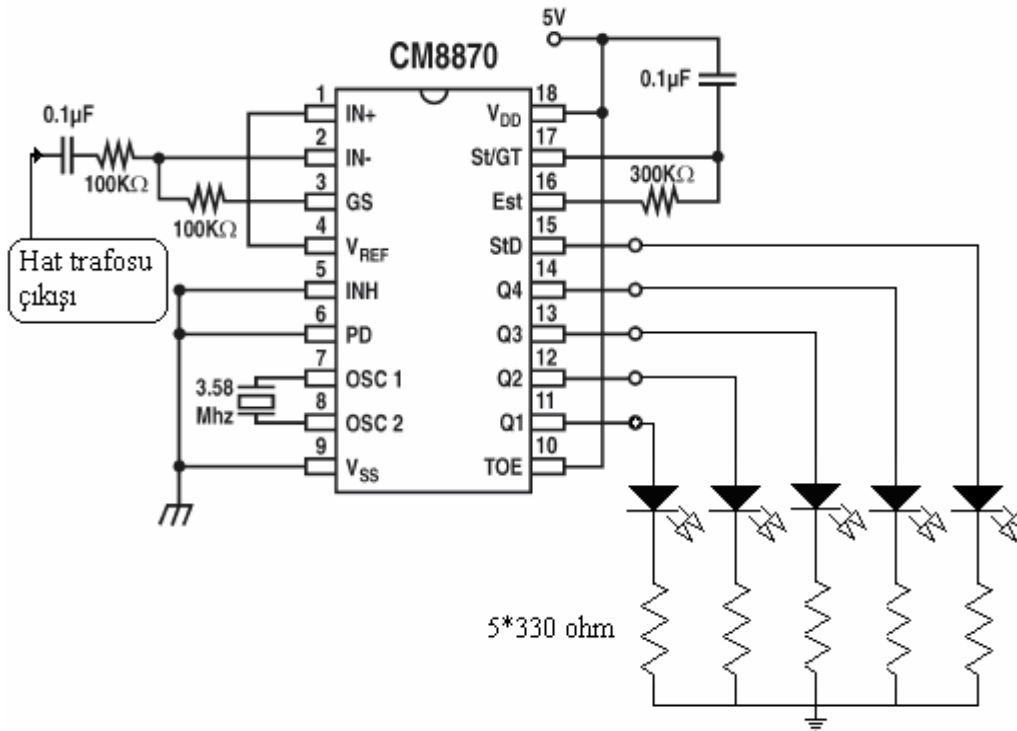 5V
CM8870
0.1µF
0.1µF
100KΩ
100KΩ
Hat trafosu
çıkışı
3.58
Mhz
1 IN+
2 IN-
3 GS
4 VREF
5 INH
6 PD
7 OSC 1
8 OSC 2
9 VSS
18 VDD
17 St/GT
16 Est
15 StD
14 Q4
13 Q3
12 Q2
11 Q1
10 TOE
300KΩ
5*330 ohm